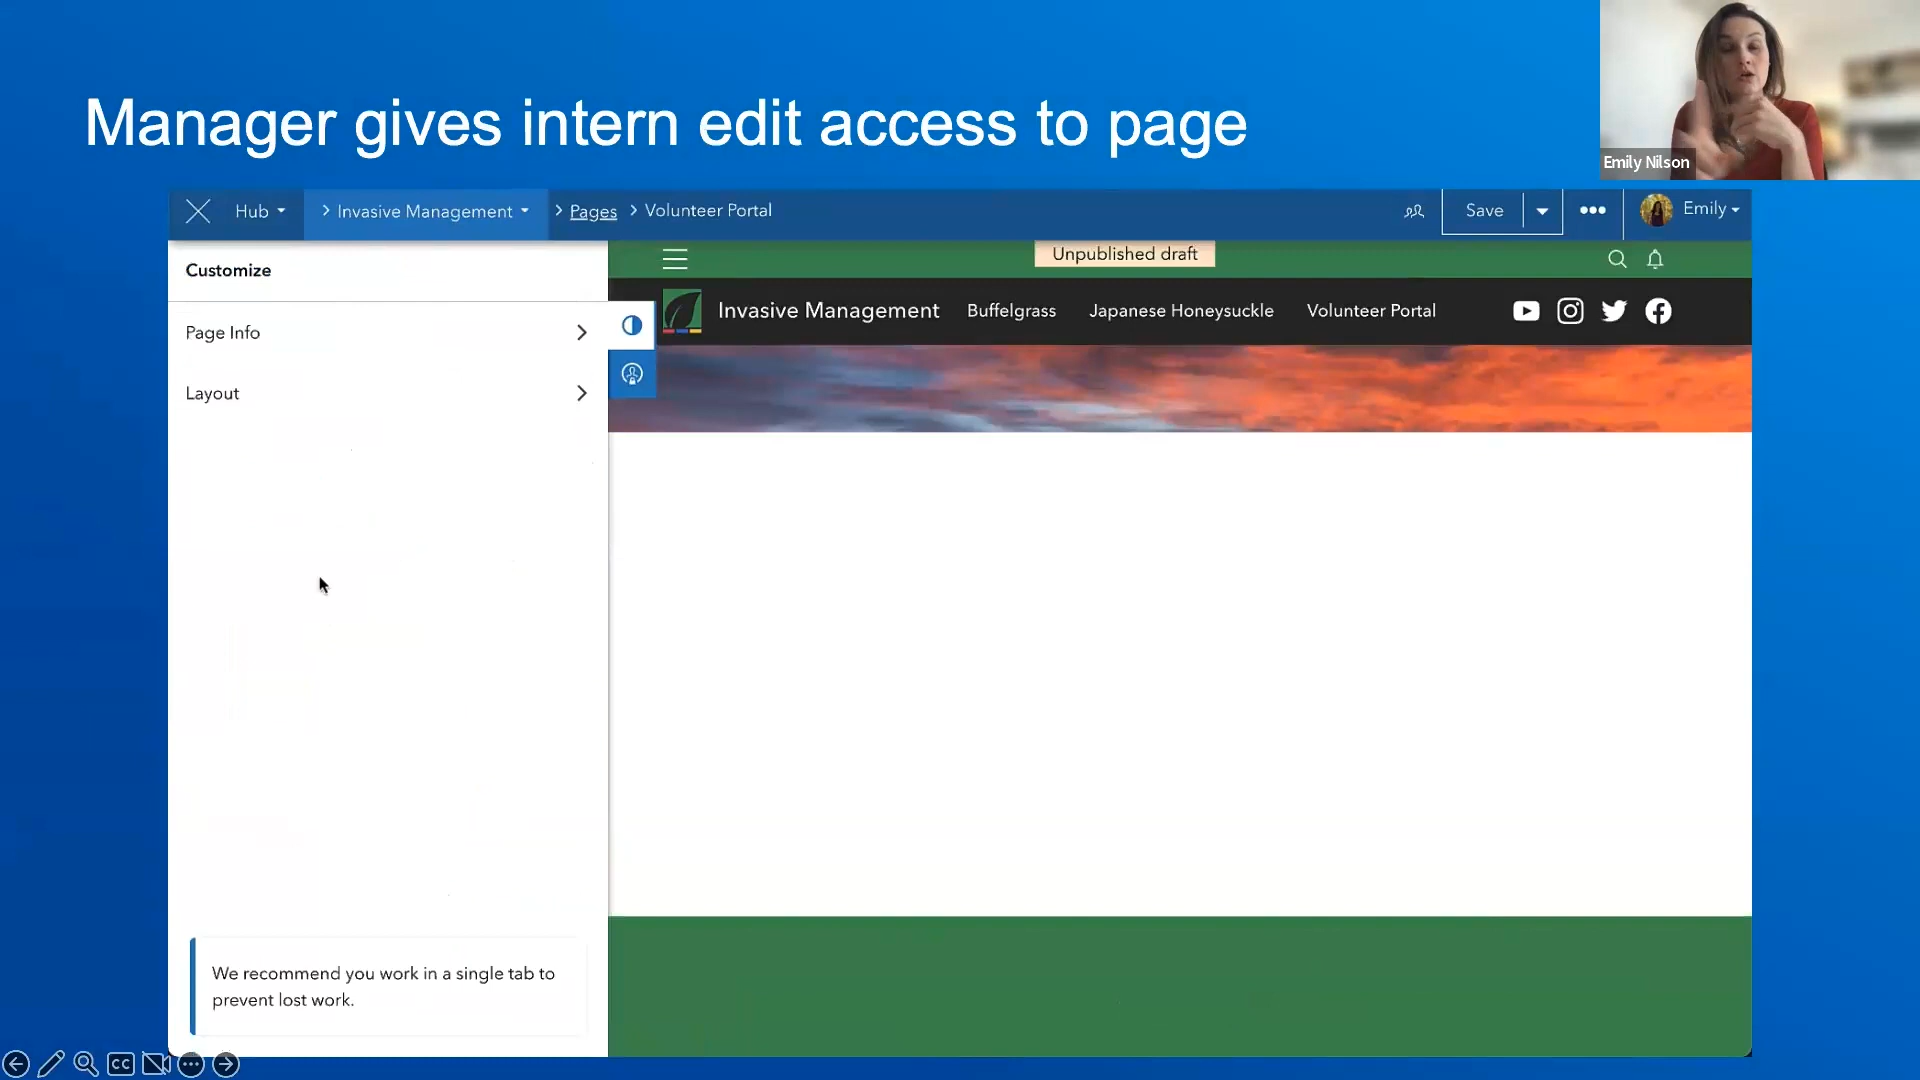 Manager gives intern edit access to page
Emily Nilson
Hub
Invasive Management
Pages
Volunteer Portal
Save
Emily
Customize
Unpublished draft
Page Info
Invasive Management
Buffelgrass
Japanese Honeysuckle
Volunteer Portal
Layout
We recommend you work in a single tab to
prevent lost work.
CC